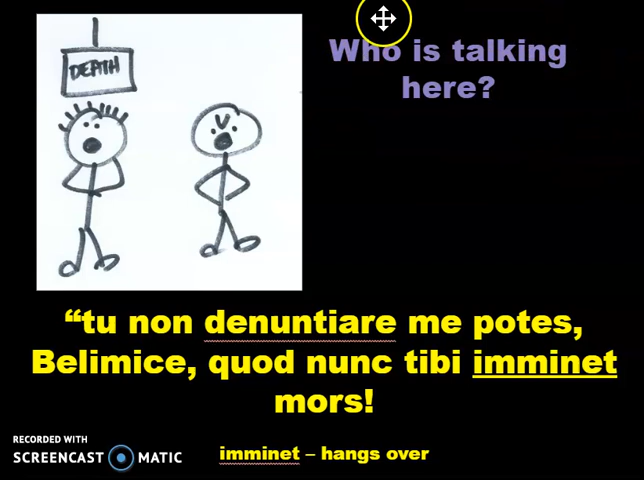 DEATH
Who is talking
here?
“tu non denuntiare me potes,
Belimice, quod nunc tibi imminet
mors!
imminet – hangs over
RECORDED WITH
SCREENCAST MATIC